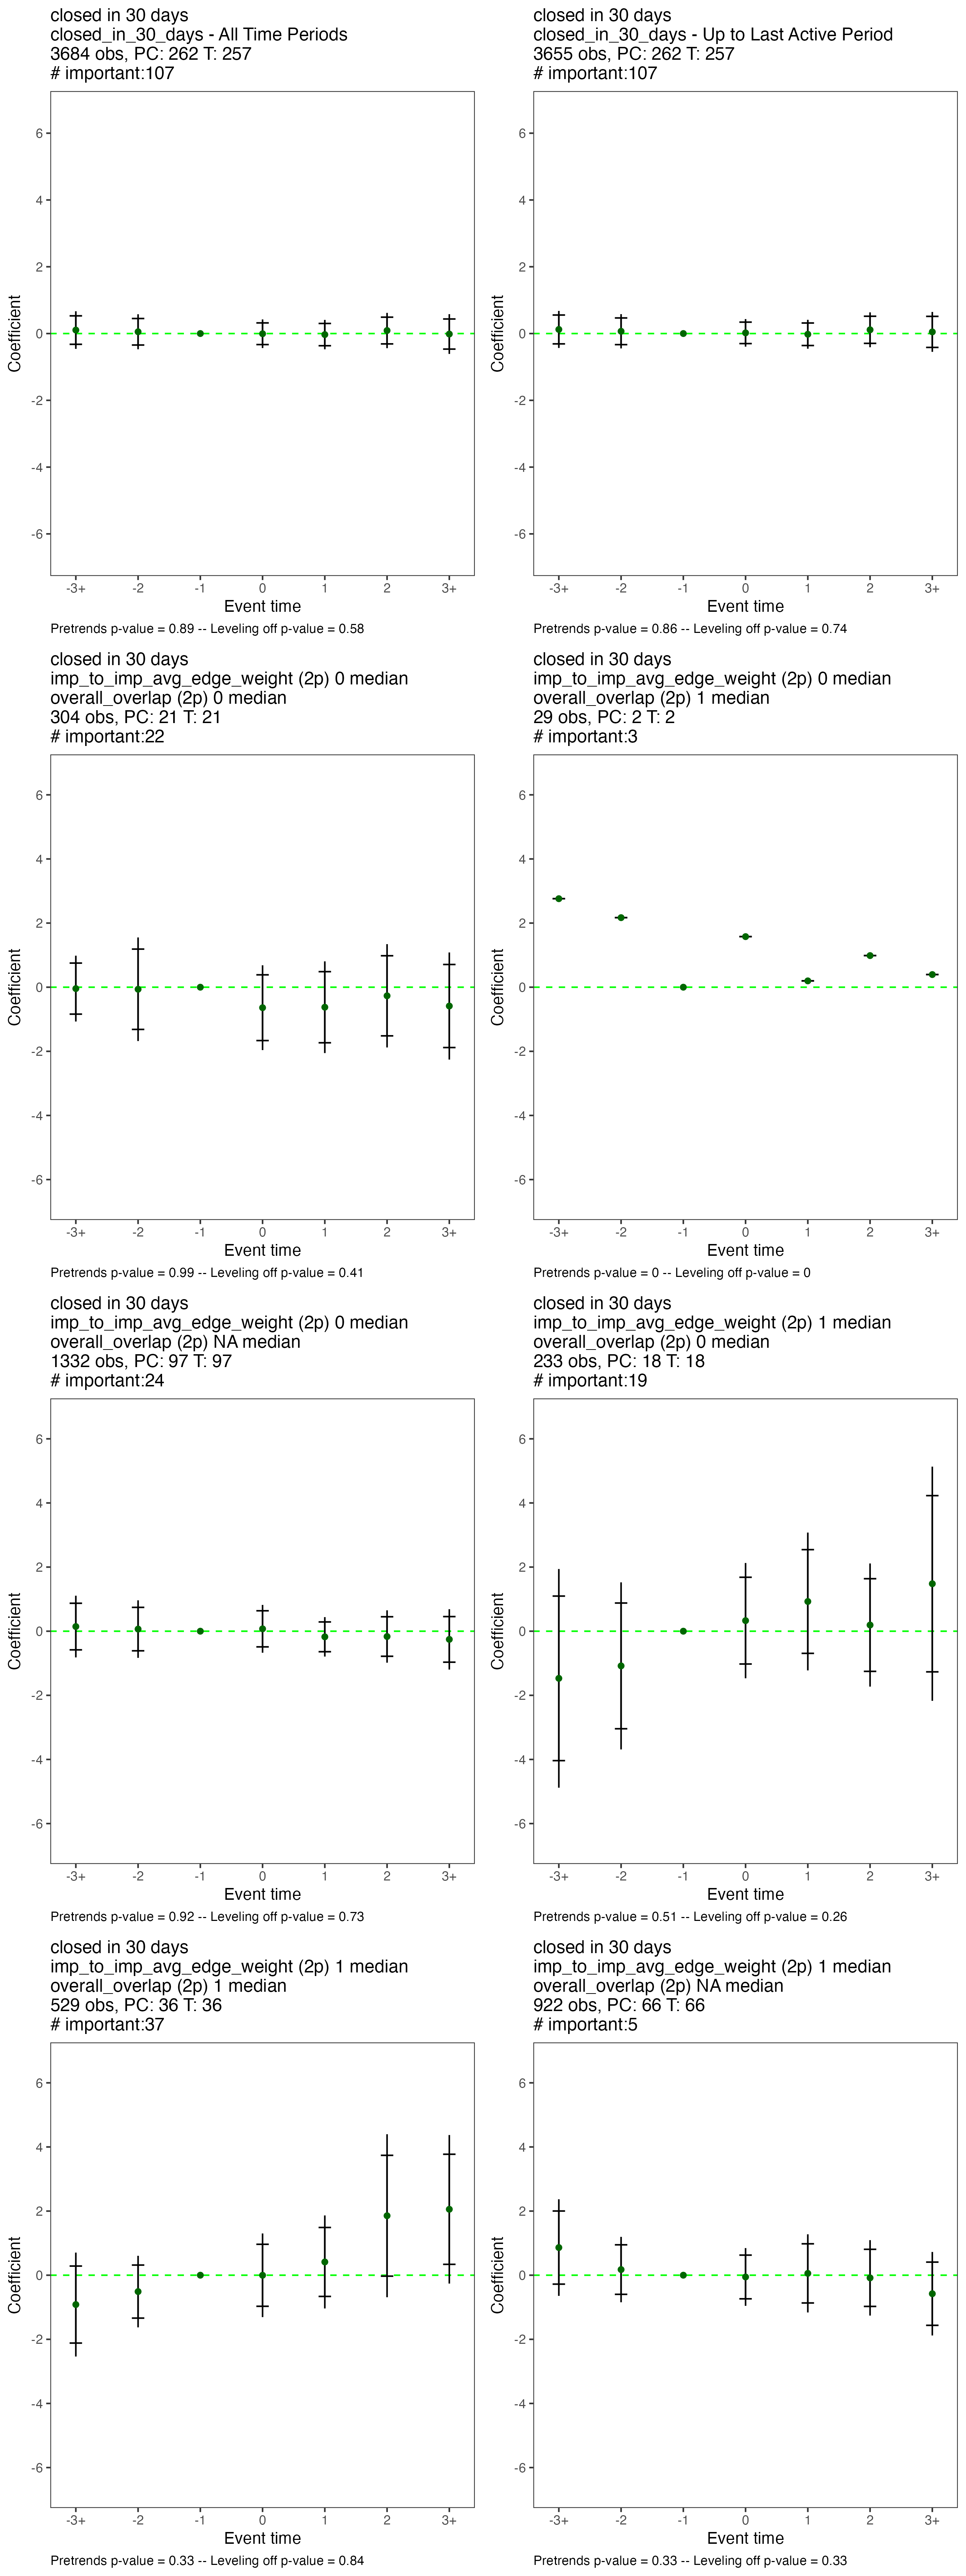 closed in 30 days
closed_in_30_days - All Time Periods
3684 obs, PC: 262 T: 257
# important:107
Coefficient
6
4
2
0
-2
-4
-6
-3+ -2 -1 0 1 2 3+
Event time
Pretrends p-value = 0.89 -- Leveling off p-value = 0.58
closed in 30 days
closed_in_30_days - Up to Last Active Period
3655 obs, PC: 262 T: 257
# important:107
Coefficient
6
4
2
0
-2
-4
-6
-3+ -2 -1 0 1 2 3+
Event time
Pretrends p-value = 0.86 -- Leveling off p-value = 0.74
closed in 30 days
imp_to_imp_avg_edge_weight (2p) 0 median
overall_overlap (2p) 0 median
304 obs, PC: 21 T: 21
# important:22
Coefficient
6
4
2
0
-2
-4
-6
-3+ -2 -1 0 1 2 3+
Event time
Pretrends p-value = 0.99 -- Leveling off p-value = 0.41
closed in 30 days
imp_to_imp_avg_edge_weight (2p) 0 median
overall_overlap (2p) 1 median
29 obs, PC: 2 T: 2
# important:3
Coefficient
6
4
2
0
-2
-4
-6
-3+ -2 -1 0 1 2 3+
Event time
Pretrends p-value = 0 -- Leveling off p-value = 0
closed in 30 days
imp_to_imp_avg_edge_weight (2p) 0 median
overall_overlap (2p) NA median
1332 obs, PC: 97 T: 97
# important:24
Coefficient
6
4
2
0
-2
-4
-6
-3+ -2 -1 0 1 2 3+
Event time
Pretrends p-value = 0.92 -- Leveling off p-value = 0.73
closed in 30 days
imp_to_imp_avg_edge_weight (2p) 1 median
overall_overlap (2p) 0 median
233 obs, PC: 18 T: 18
# important:19
Coefficient
6
4
2
0
-2
-4
-6
-3+ -2 -1 0 1 2 3+
Event time
Pretrends p-value = 0.51 -- Leveling off p-value = 0.26
closed in 30 days
imp_to_imp_avg_edge_weight (2p) 1 median
overall_overlap (2p) 1 median
529 obs, PC: 36 T: 36
# important:37
Coefficient
6
4
2
0
-2
-4
-6
-3+ -2 -1 0 1 2 3+
Event time
Pretrends p-value = 0.33 -- Leveling off p-value = 0.84
closed in 30 days
imp_to_imp_avg_edge_weight (2p) 1 median
overall_overlap (2p) NA median
922 obs, PC: 66 T: 66
# important:5
Coefficient
6
4
2
0
-2
-4
-6
-3+ -2 -1 0 1 2 3+
Event time
Pretrends p-value = 0.33 -- Leveling off p-value = 0.33